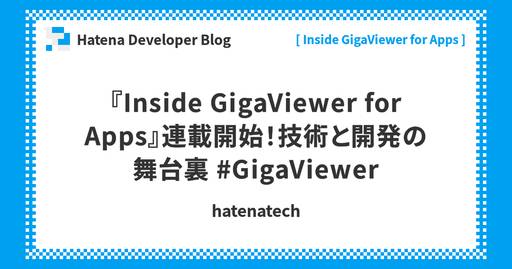 Hatena Developer Blog
[ Inside GigaViewer for Apps ]
『Inside GigaViewer for
Apps』連載開始！技術と開発の
舞台裏 #GigaViewer
hatenatech